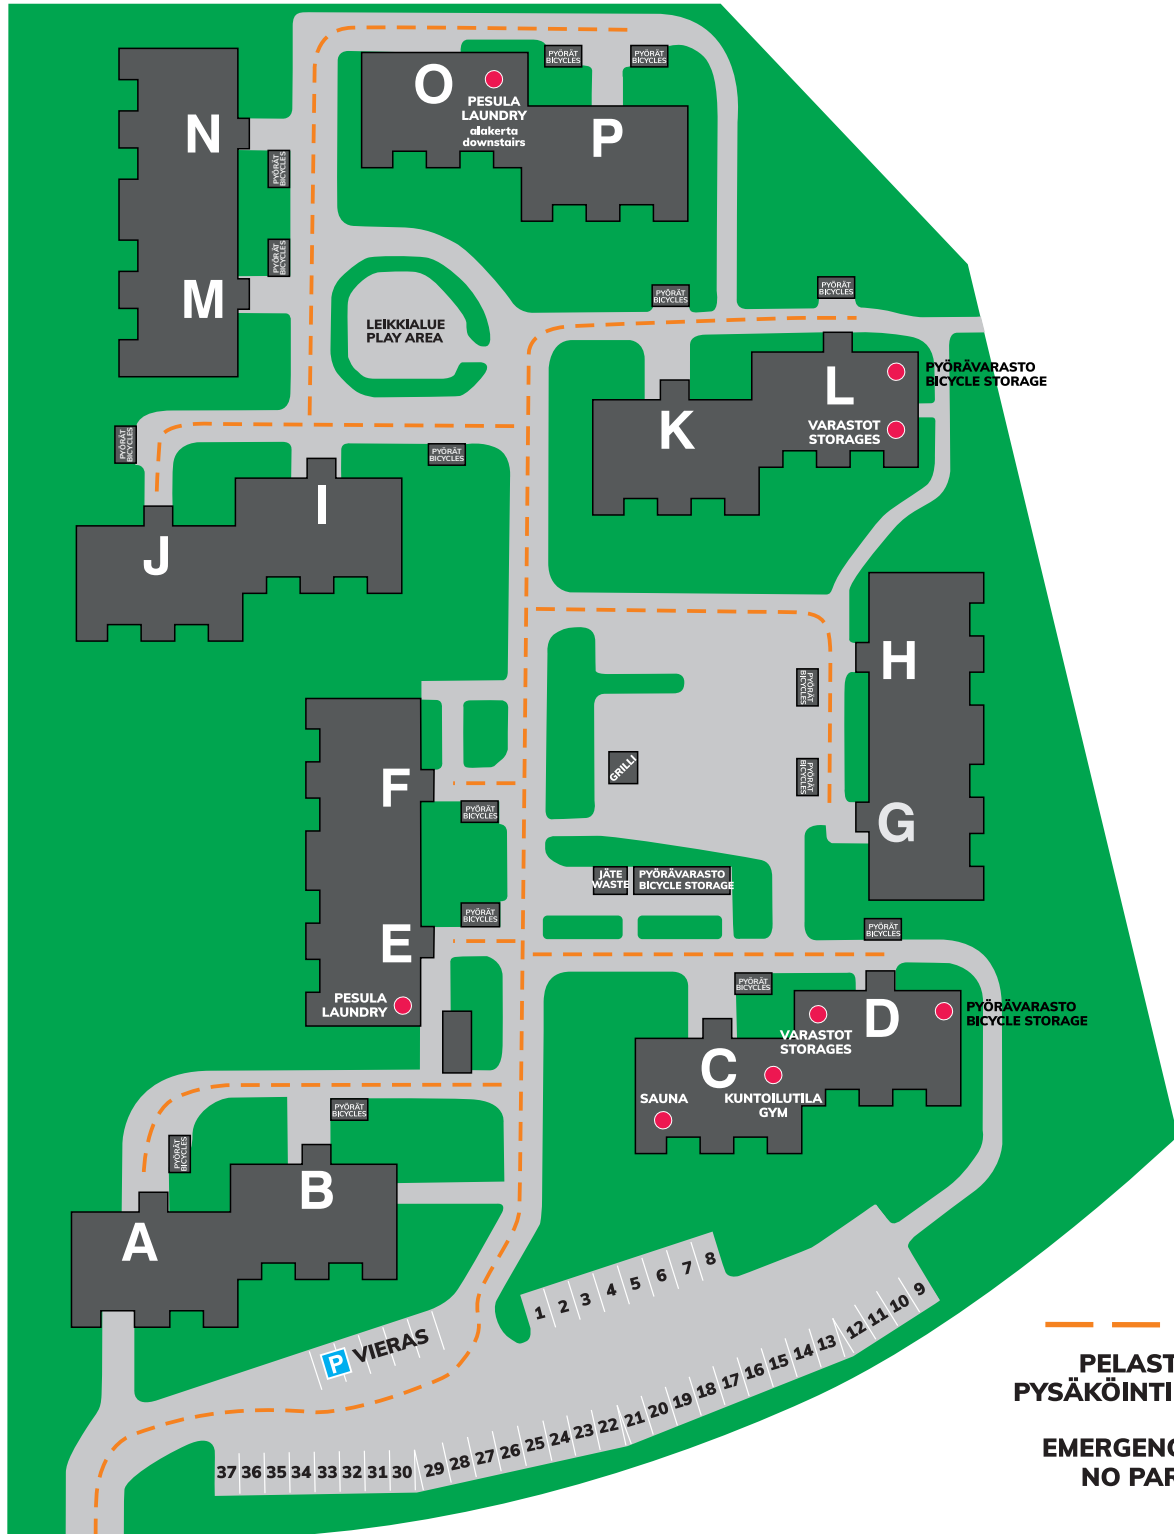 PYÖRÄT
BICYCLES
PYÖRÄT
BICYCLES
O
PESULA
LAUNDRY
alakerta
downstairs
P
N
PYÖRÄT
BICYCLES
PYÖRÄT
BICYCLES
M
LEIKKIALUE
PLAY AREA
PYÖRÄT
BICYCLES
PYÖRÄT
BICYCLES
L
PYÖRÄVARASTO
BICYCLE STORAGE
VARASTOT
STORAGES
K
PYÖRÄT
BICYCLES
PYÖRÄT
BICYCLES
I
J
H
PYÖRÄT
BICYCLES
PYÖRÄT
BICYCLES
G
GRILLI
F
PYÖRÄT
BICYCLES
JÄTE
WASTE
PYÖRÄVARASTO
BICYCLE STORAGE
PYÖRÄT
BICYCLES
E
PESULA
LAUNDRY
PYÖRÄT
BICYCLES
PYÖRÄT
BICYCLES
D
PYÖRÄVARASTO
BICYCLE STORAGE
VARASTOT
STORAGES
C
SAUNA
KUNTOILUTILA
GYM
PYÖRÄT
BICYCLES
PYÖRÄT
BICYCLES
B
A
1 2 3 4 5 6 7 8
P VIERAS
37 36 35 34 33 32 31 30 29 28 27 26 25 24 23 22 21 20 19 18 17 16 15 14 13 12 11 10 9
PELAST
PYSÄKÖINTI
EMERGENC
NO PAR